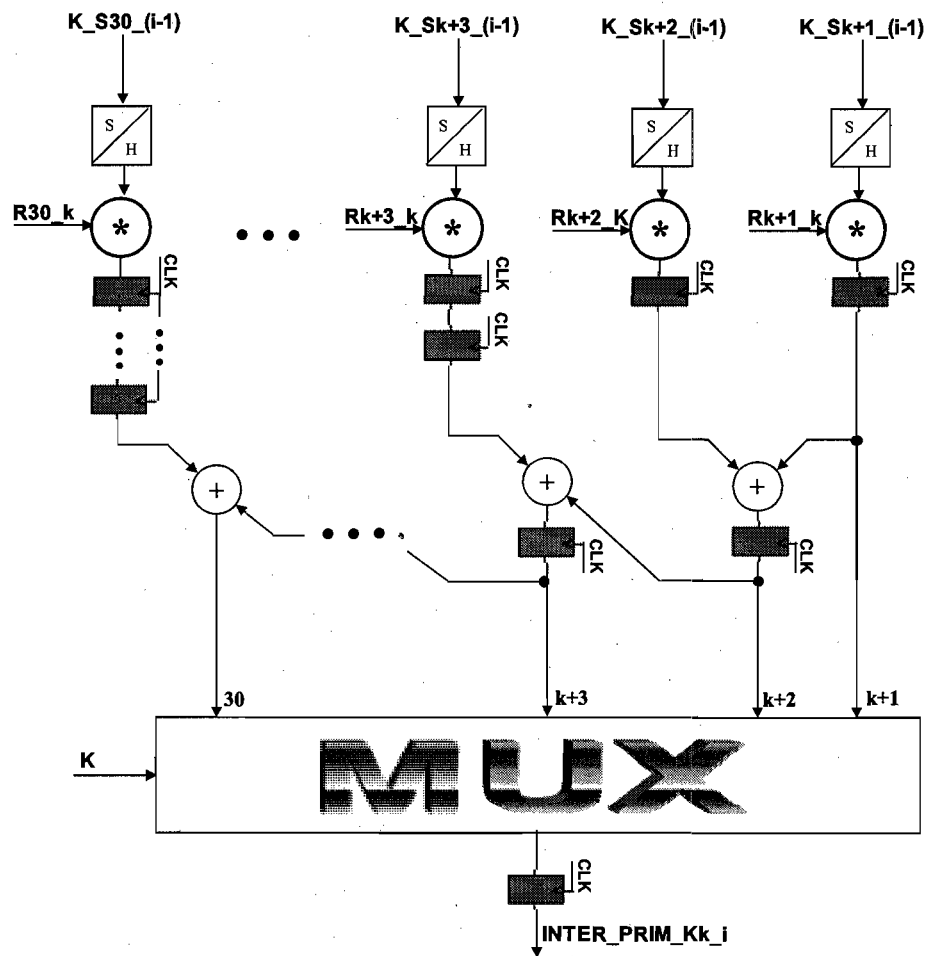 K_S30_(i-1) K_Sk+3_(i-1) K_Sk+2_(i-1) K_Sk+1_(i-1)
S S S S
H H H H
R30_k * Rk+3_k * Rk+2_K * Rk+1_k *
CLK CLK CLK CLK
CLK
+ + +
CLK CLK
30 k+3 k+2 k+1
K
MUX
CLK
INTER_PRIM_Kk_i